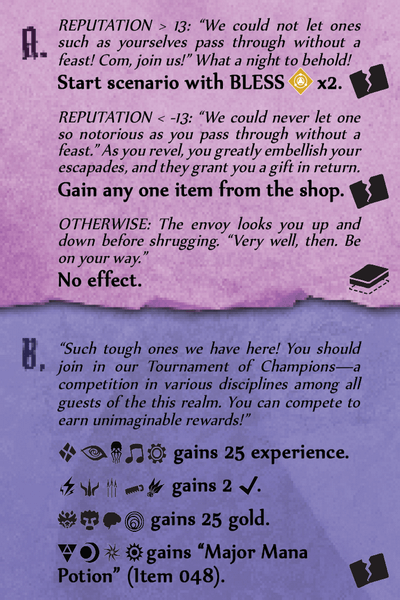 A.
REPUTATION > 13: “We could not let ones
such as yourselves pass through without a
feast! Com, join us!” What a night to behold!
Start scenario with BLESS x2.
REPUTATION < -13: “We could never let one
so notorious as you pass through without a
feast.” As you revel, you greatly embellish your
escapades, and they grant you a gift in return.
Gain any one item from the shop.
OTHERWISE: The envoy looks you up and
down before shrugging. “Very well, then. Be
on your way.”
No effect.
B.
“Such tough ones we have here! You should
join in our Tournament of Champions—a
competition in various disciplines among all
guests of the this realm. You can compete to
earn unimaginable rewards!”
gains 25 experience.
gains 2 ✓.
gains 25 gold.
gains “Major Mana
Potion” (Item 048).